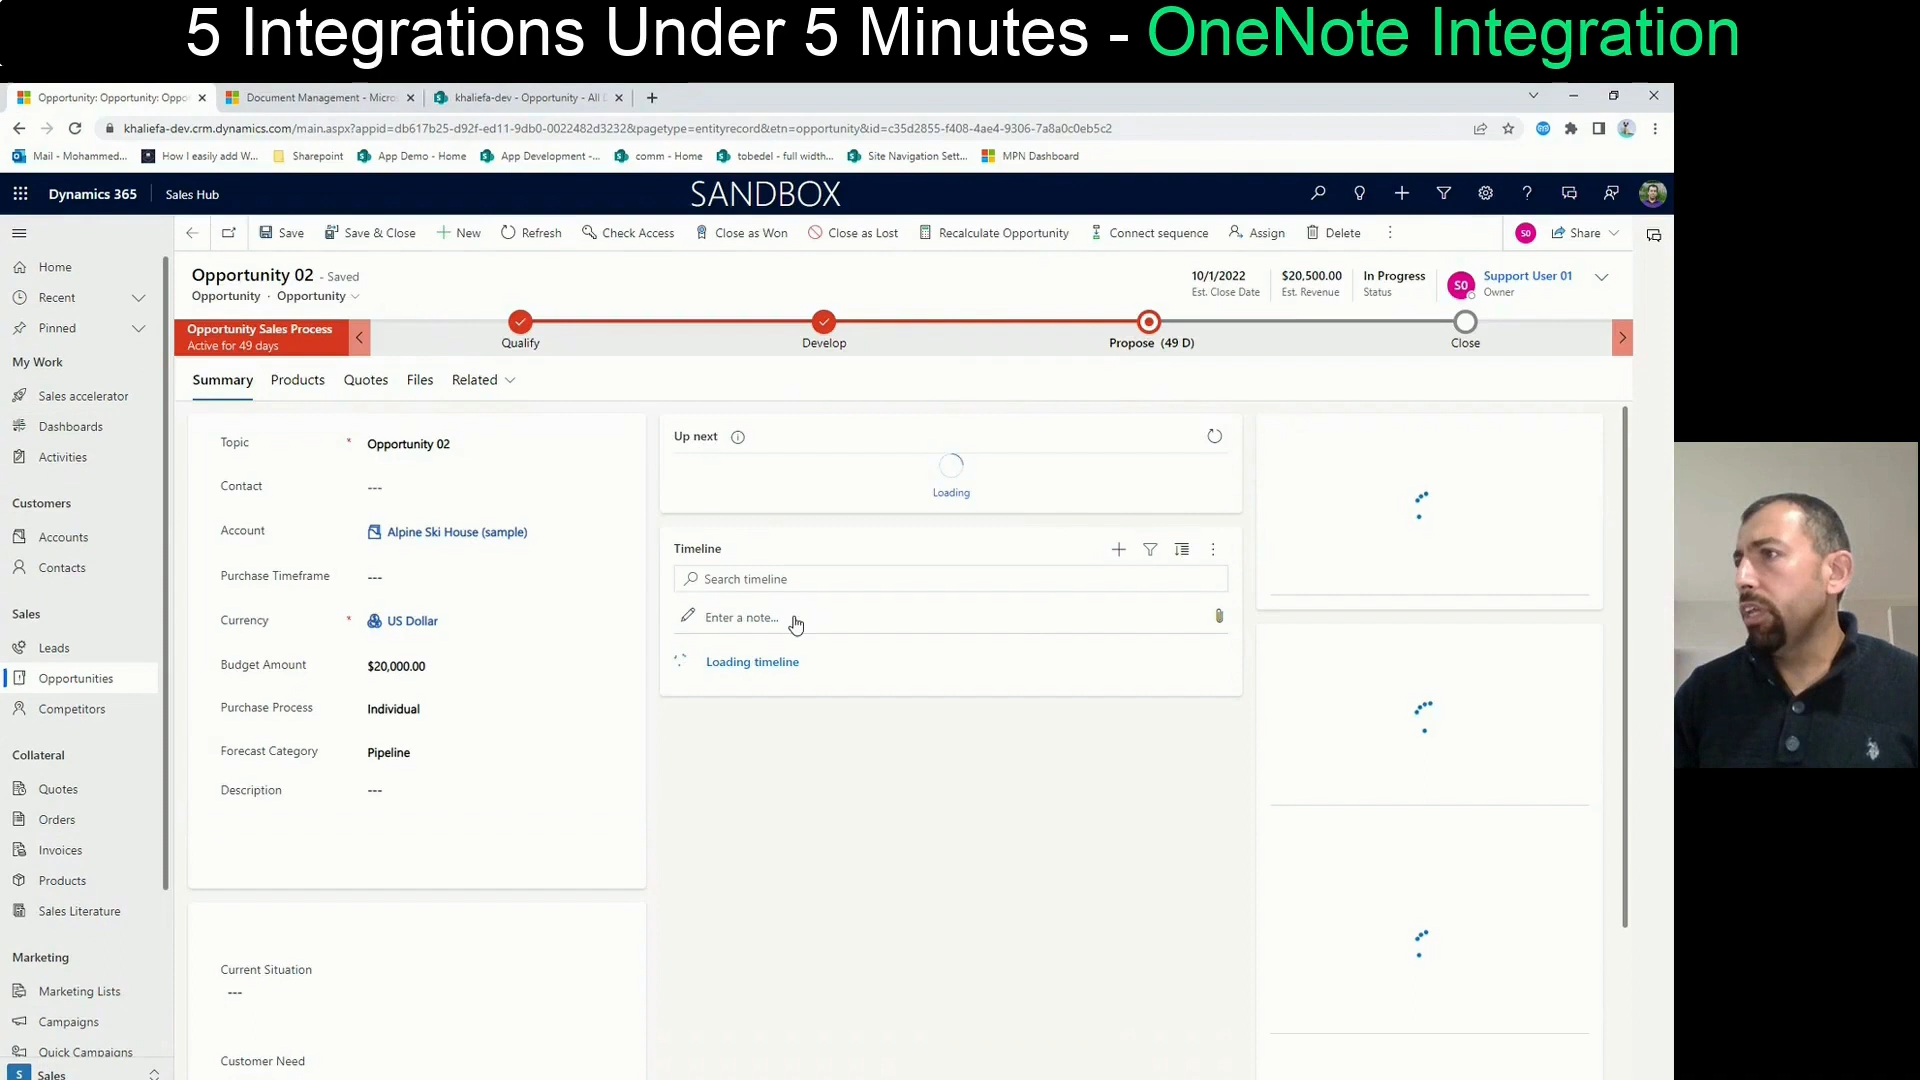 5 Integrations Under 5 Minutes - OneNote Integration
Opportunity: Opportunity: Oppo
Document Management - Micro
khaliefa-dev - Opportunity - All D
khaliefa-dev.crm.dynamics.com/main.aspx?appid=db617b25-d92f-ed11-9db0-0022482d3232&pagetype=entityrecord&etn=opportunity&id=c35d2855-f408-4ae4-9306-7a8a0c0eb5c2
Mail - Mohammed...
How I easily add W...
Sharepoint
App Demo - Home
App Development -...
comm - Home
tobedel - full width...
Site Navigation Sett...
MPN Dashboard
Dynamics 365
Sales Hub
SANDBOX
Save
Save & Close
New
Refresh
Check Access
Close as Won
Close as Lost
Recalculate Opportunity
Connect sequence
Assign
Delete
S0
Share
Home
Recent
Pinned
My Work
Sales accelerator
Dashboards
Activities
Customers
Accounts
Contacts
Sales
Leads
Opportunities
Competitors
Collateral
Quotes
Orders
Invoices
Products
Sales Literature
Marketing
Marketing Lists
Campaigns
Quick Campaigns
S Sales
Opportunity 02 - Saved
Opportunity · Opportunity
10/1/2022
Est. Close Date
$20,500.00
Est. Revenue
In Progress
Status
S0
Support User 01
Owner
Opportunity Sales Process
Active for 49 days
Qualify
Develop
Propose (49 D)
Close
Summary
Products
Quotes
Files
Related
Topic * Opportunity 02
Contact ---
Account Alpine Ski House (sample)
Purchase Timeframe ---
Currency * US Dollar
Budget Amount $20,000.00
Purchase Process Individual
Forecast Category Pipeline
Description ---
Current Situation
---
Customer Need
Up next
Loading
Timeline
Search timeline
Enter a note...
Loading timeline